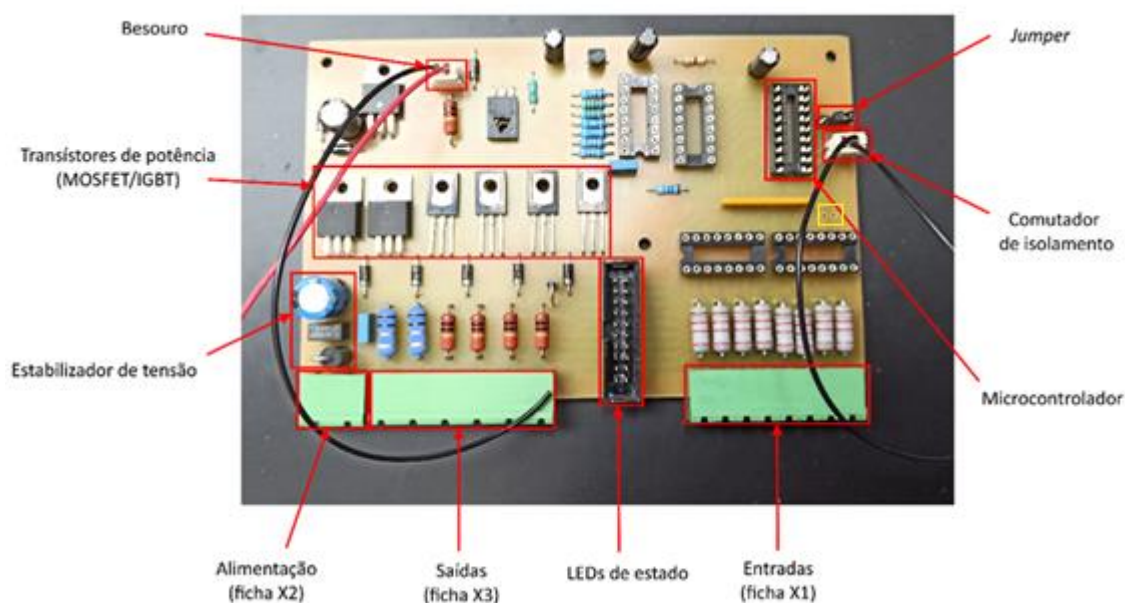 Besouro
Jumper
Transístores de potência
(MOSFET/IGBT)
Comutador
de isolamento
Estabilizador de tensão
Microcontrolador
Alimentação
(ficha X2)
Saídas
(ficha X3)
LEDs de estado
Entradas
(ficha X1)